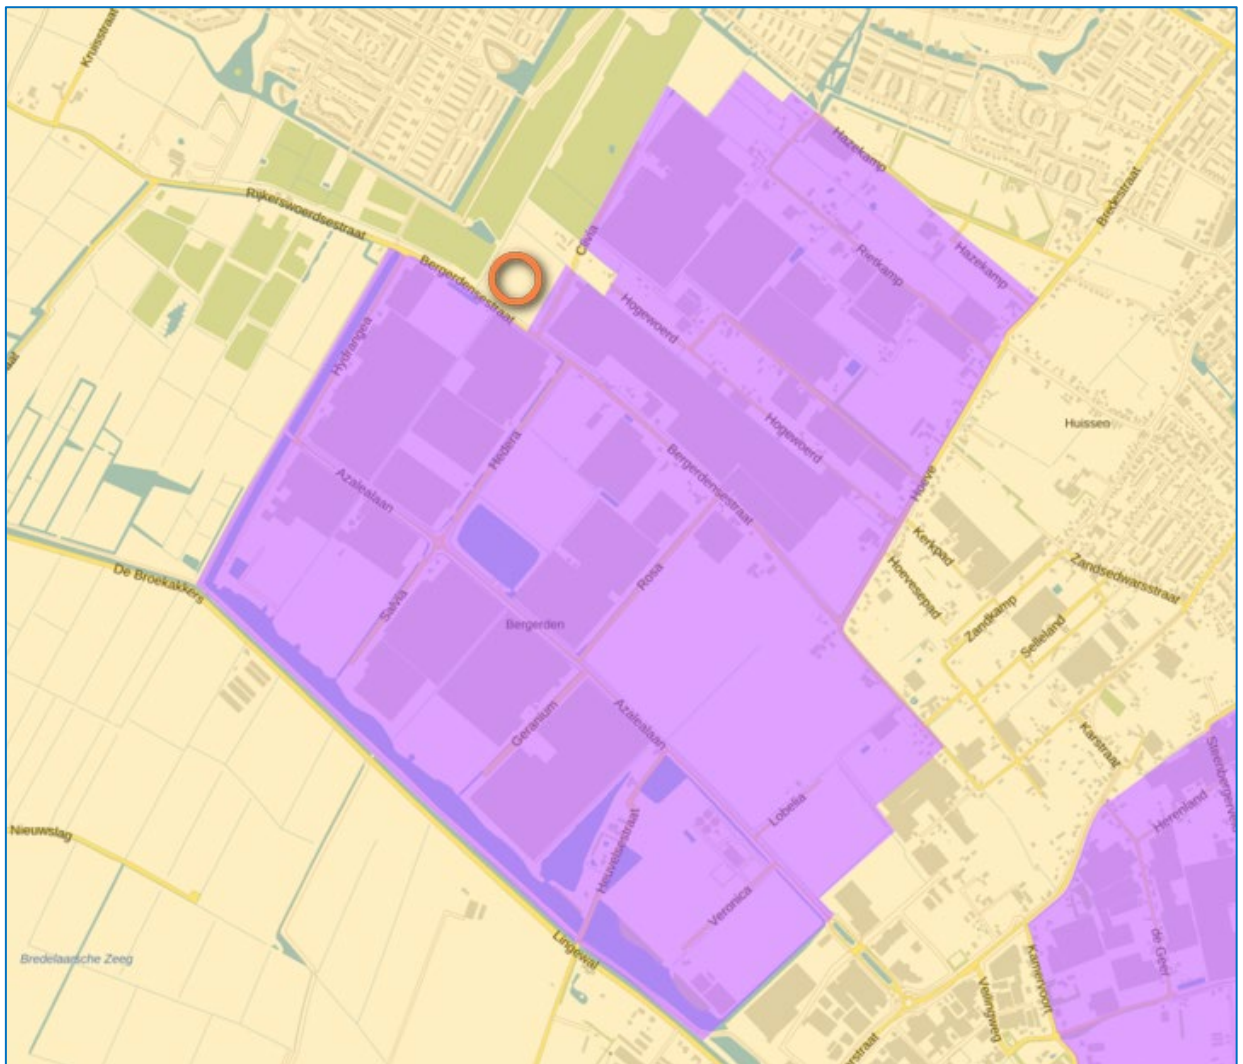 Kruisstraat
Hazekamp
Bredestraat
Rijkerswoerdsestraat
Clivia
Hazekamp
Rietkamp
Bergerdensestraat
Hogewoerd
Hydrangea
Huissen
Hogewoerd
Hedera
Bergerdensestraat
Azalealaan
Hoeve
Kerkpad
Zandsedwarsstraat
De Broekakkers
Rosa
Hoevesepad
Salvia
Zandkamp
Bergerden
Selleland
Geranium
Azalealaan
Karstraat
Lobelia
Herenland
Nieuwslag
Heuvelsestraat
Veronica
Lingewal
Bredelaarsche Zeeg
de Geer
Kamervoort
Veilingweg